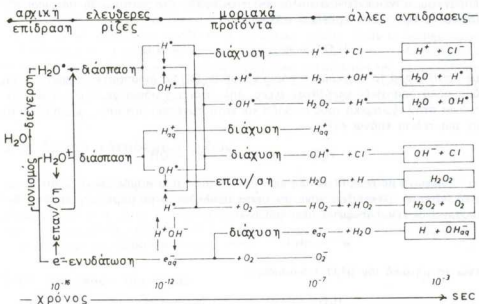 αρχική επίδραση
ελεύθερες ρίζες
μοριακά προϊόντα
άλλες αντιδράσεις
H• διάχυση H• + Cl⁻ H⁺ + Cl⁻
H₂O* διάσπαση + H• H₂ + OH• H₂O + H•
OH• + OH• H₂O₂ + H• H₂O + OH•
διέγερση
H₂O
H⁺aq διάχυση H⁺aq
H₂O⁺ διάσπαση διάχυση OH• + Cl⁻ OH⁻ + Cl
OH•
ιονισμός
επαν/ση
επαν/ση H₂O + H H₂O₂
H• + O₂ HO₂ + HO₂ H₂O₂ + O₂
H⁺ OH⁻
διάχυση e⁻aq + H₂O H + OH⁻aq
e⁻ ενυδάτωση e⁻aq + O₂ O₂⁻
10⁻¹⁶ 10⁻¹² 10⁻⁷ 10⁻³
χρόνος SEC